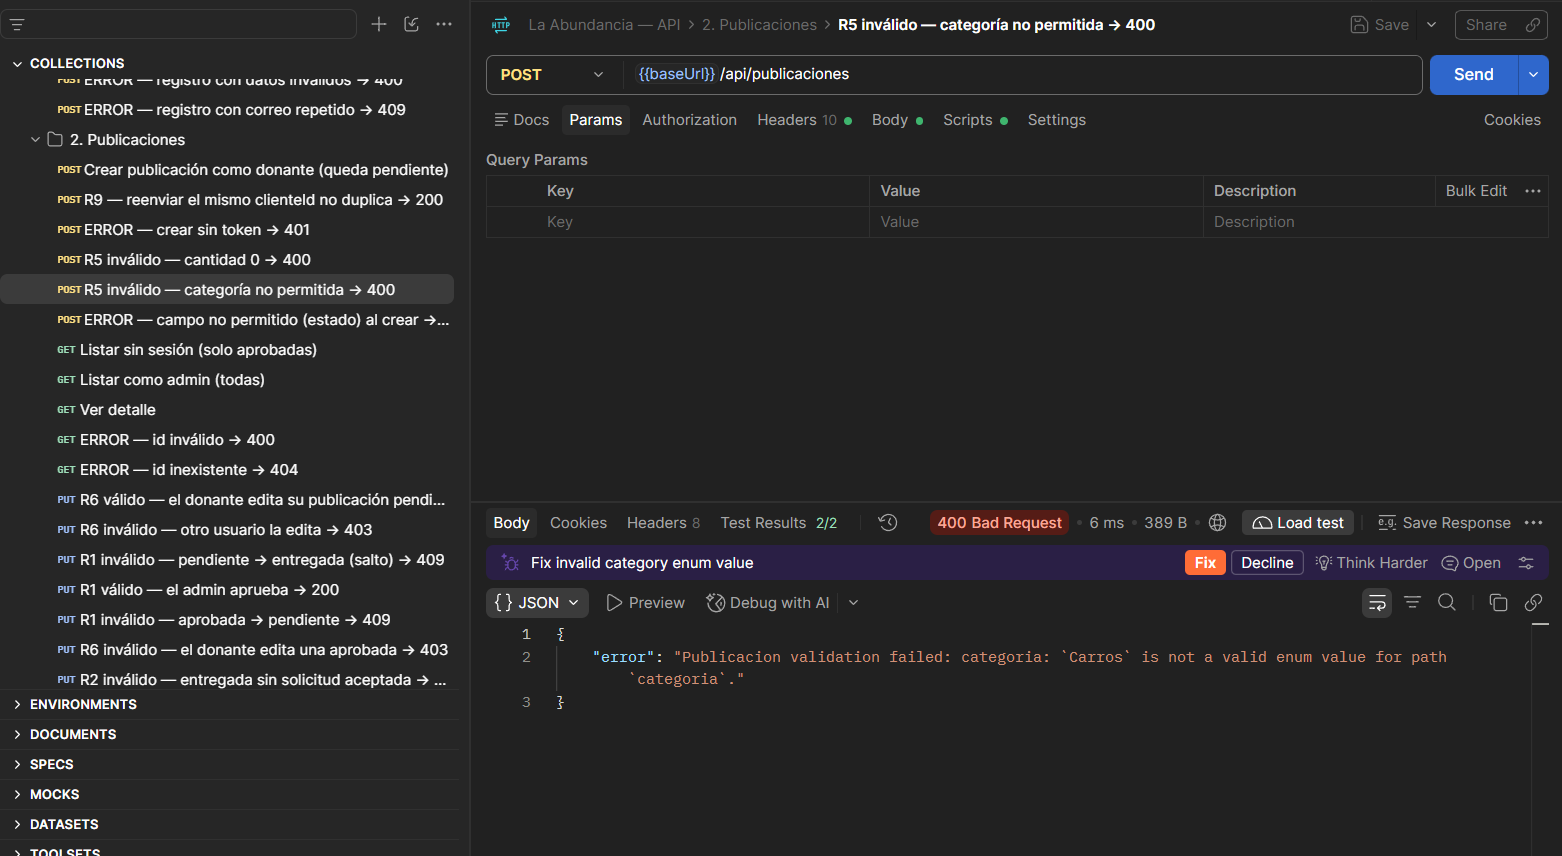 COLLECTIONS
POST ERROR — registro con datos inválidos → 400
POST ERROR — registro con correo repetido → 409
2. Publicaciones
POST Crear publicación como donante (queda pendiente)
POST R9 — reenviar el mismo clienteId no duplica → 200
POST ERROR — crear sin token → 401
POST R5 inválido — cantidad 0 → 400
POST R5 inválido — categoría no permitida → 400
POST ERROR — campo no permitido (estado) al crear →...
GET Listar sin sesión (solo aprobadas)
GET Listar como admin (todas)
GET Ver detalle
GET ERROR — id inválido → 400
GET ERROR — id inexistente → 404
PUT R6 válido — el donante edita su publicación pendi...
PUT R6 inválido — otro usuario la edita → 403
PUT R1 inválido — pendiente → entregada (salto) → 409
PUT R1 válido — el admin aprueba → 200
PUT R1 inválido — aprobada → pendiente → 409
PUT R6 inválido — el donante edita una aprobada → 403
PUT R2 inválido — entregada sin solicitud aceptada → ...
ENVIRONMENTS
DOCUMENTS
SPECS
MOCKS
DATASETS
TOOLSETS
HTTP La Abundancia — API > 2. Publicaciones > R5 inválido — categoría no permitida → 400 Save Share
POST {{baseUrl}} /api/publicaciones Send
Docs Params Authorization Headers 10 Body Scripts Settings Cookies
Query Params
Key Value Description Bulk Edit
Key Value Description
Body Cookies Headers 8 Test Results 2/2 400 Bad Request 6 ms 389 B Load test e.g. Save Response
Fix invalid category enum value Fix Decline Think Harder Open
{} JSON Preview Debug with AI
1 {
2 "error": "Publicacion validation failed: categoria: `Carros` is not a valid enum value for path
`categoria`."
3 }